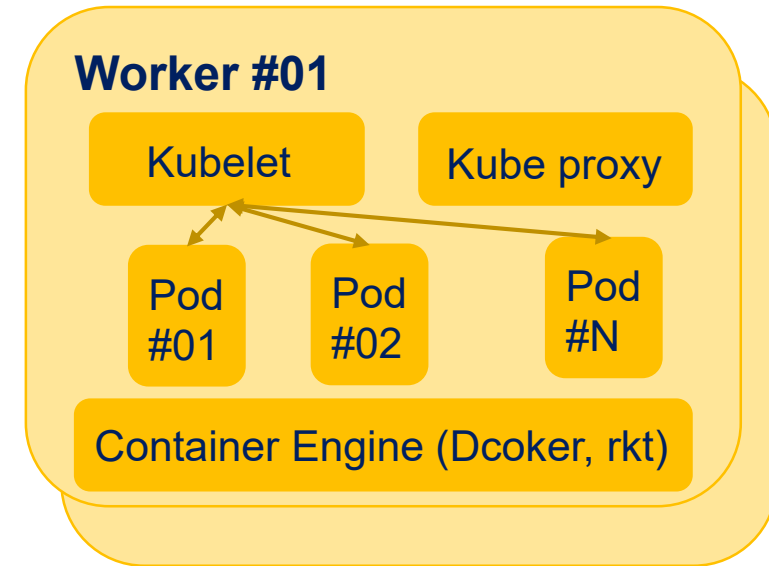 Worker #01
Kubelet
Kube proxy
Pod
#01
Pod
#02
Pod
#N
Container Engine (Dcoker, rkt)